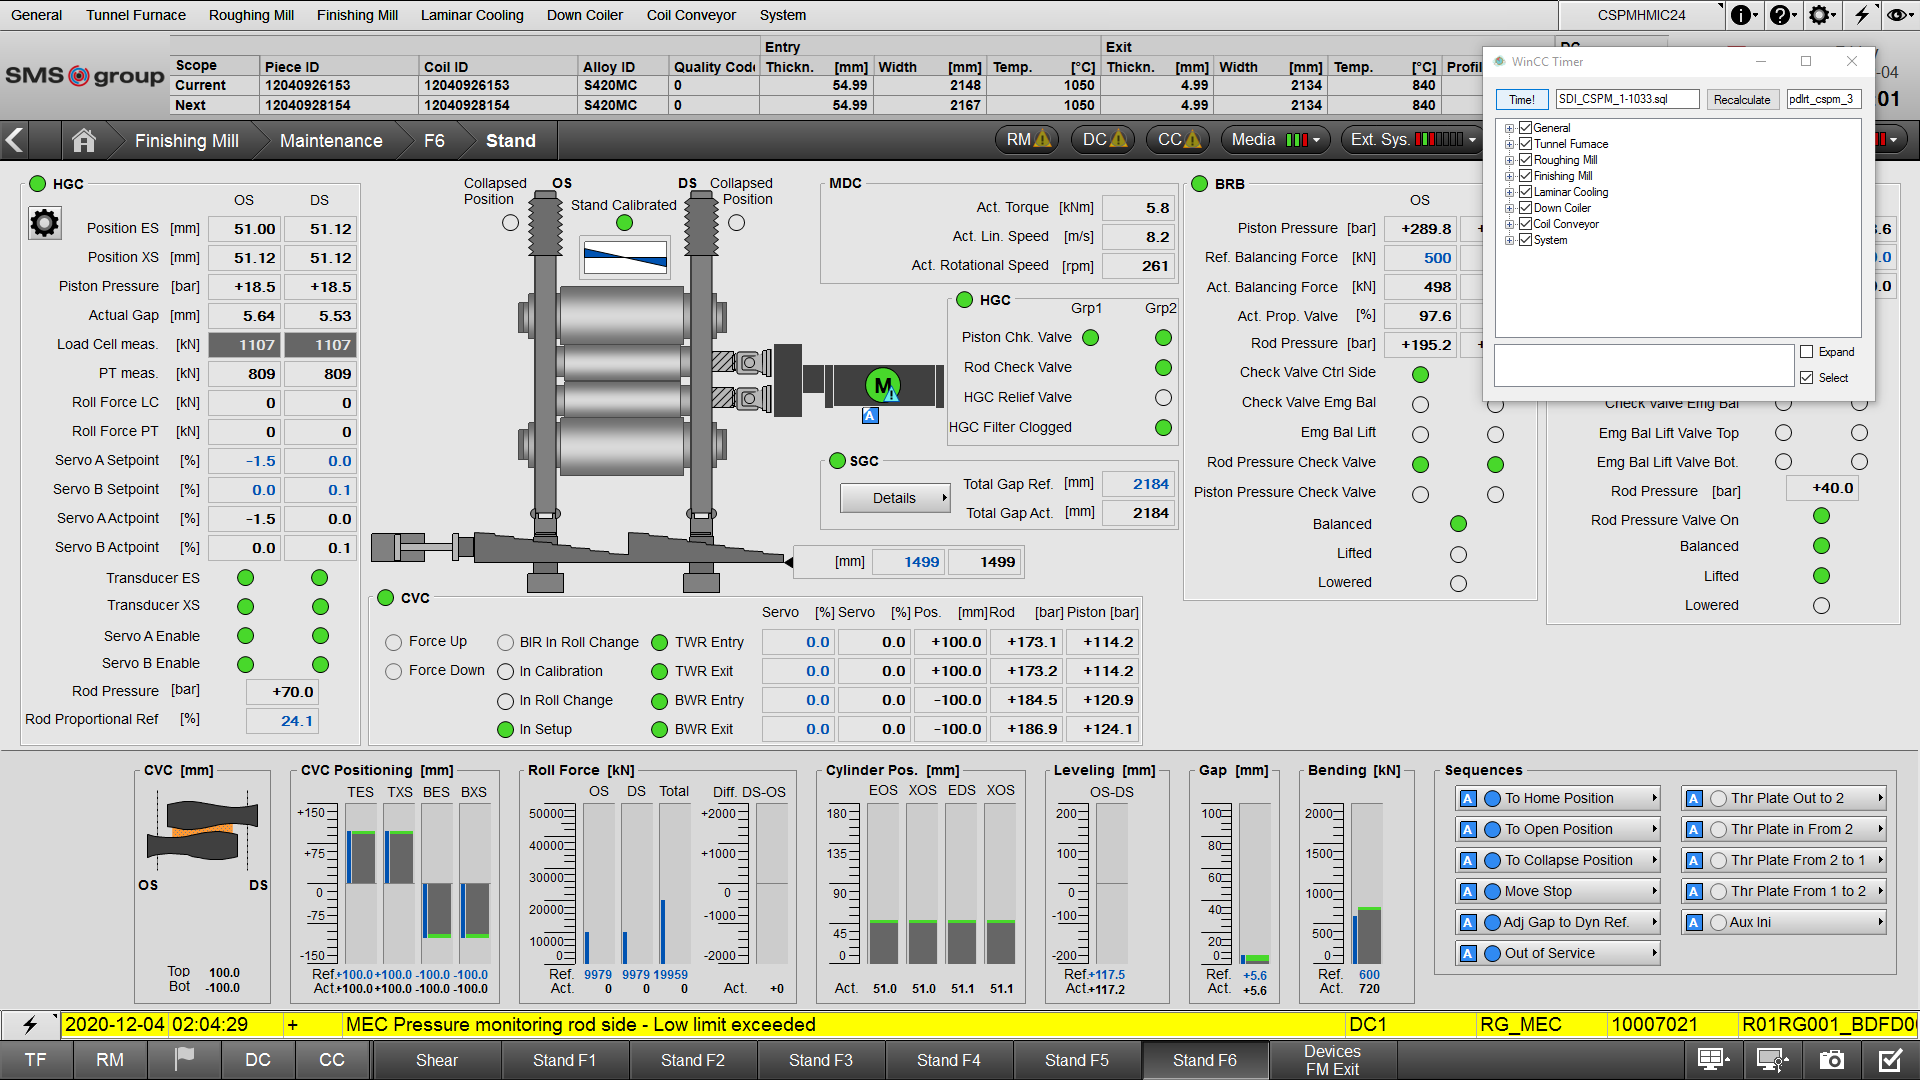 General Tunnel Furnace Roughing Mill Finishing Mill Laminar Cooling Down Coiler Coil Conveyor System CSPMHMIC24
SMS group
Entry Exit
Scope Piece ID Coil ID Alloy ID Quality Code Thickn. [mm] Width [mm] Temp. [°C] Thickn. [mm] Width [mm] Temp. [°C]
Current 12040926153 12040926153 S420MC 0 54.99 2148 1050 4.99 2134 840
Next 12040928154 12040928154 S420MC 0 54.99 2167 1050 4.99 2134 840
Finishing Mill Maintenance F6 Stand RM DC CC Media Ext. Sys.
WinCC Timer
Time! SDI_CSPM_1-1033.sql Recalculate pdlrt_cspm_3
General
Tunnel Furnace
Roughing Mill
Finishing Mill
Laminar Cooling
Down Coiler
Coil Conveyor
System
Expand
Select
HGC
OS DS
Position ES [mm] 51.00 51.12
Position XS [mm] 51.12 51.12
Piston Pressure [bar] +18.5 +18.5
Actual Gap [mm] 5.64 5.53
Load Cell meas. [kN] 1107 1107
PT meas. [kN] 809 809
Roll Force LC [kN] 0 0
Roll Force PT [kN] 0 0
Servo A Setpoint [%] -1.5 0.0
Servo B Setpoint [%] 0.0 0.1
Servo A Actpoint [%] -1.5 0.0
Servo B Actpoint [%] 0.0 0.1
Transducer ES
Transducer XS
Servo A Enable
Servo B Enable
Rod Pressure [bar] +70.0
Rod Proportional Ref [%] 24.1
Collapsed Position OS
Stand Calibrated
DS Collapsed Position
M
A
[mm] 1499 1499
MDC
Act. Torque [kNm] 5.8
Act. Lin. Speed [m/s] 8.2
Act. Rotational Speed [rpm] 261
HGC Grp1 Grp2
Piston Chk. Valve
Rod Check Valve
HGC Relief Valve
HGC Filter Clogged
SGC
Details
Total Gap Ref. [mm] 2184
Total Gap Act. [mm] 2184
BRB
OS
Piston Pressure [bar] +289.8
Ref. Balancing Force [kN] 500
Act. Balancing Force [kN] 498
Act. Prop. Valve [%] 97.6
Rod Pressure [bar] +195.2
Check Valve Ctrl Side
Check Valve Emg Bal
Emg Bal Lift
Rod Pressure Check Valve
Piston Pressure Check Valve
Balanced
Lifted
Lowered
Check Valve Emg Bal
Emg Bal Lift Valve Top
Emg Bal Lift Valve Bot.
Rod Pressure [bar] +40.0
Rod Pressure Valve On
Balanced
Lifted
Lowered
CVC
Servo [%] Servo [%] Pos. [mm] Rod [bar] Piston [bar]
Force Up BIR In Roll Change TWR Entry 0.0 0.0 +100.0 +173.1 +114.2
Force Down In Calibration TWR Exit 0.0 0.0 +100.0 +173.2 +114.2
In Roll Change BWR Entry 0.0 0.0 -100.0 +184.5 +120.9
In Setup BWR Exit 0.0 0.0 -100.0 +186.9 +124.1
CVC [mm]
OS DS
Top 100.0
Bot -100.0
CVC Positioning [mm]
TES TXS BES BXS
+150
+75
0
-75
-150
Ref. +100.0 +100.0 -100.0 -100.0
Act. +100.0 +100.0 -100.0 -100.0
Roll Force [kN]
OS DS Total Diff. DS-OS
50000 +2000
40000 +1000
30000 0
20000 -1000
10000 -2000
0
Ref. 9979 9979 19959
Act. 0 0 0 Act. +0
Cylinder Pos. [mm]
EOS XOS EDS XOS
180
135
90
45
0
Act. 51.0 51.0 51.1 51.1
Leveling [mm]
OS-DS
200
100
0
-100
-200
Ref. +117.5
Act. +117.2
Gap [mm]
100
80
60
40
20
0
Ref. +5.6
Act. +5.6
Bending [kN]
2000
1500
1000
500
0
Ref. 600
Act. 720
Sequences
A To Home Position A Thr Plate Out to 2
A To Open Position A Thr Plate in From 2
A To Collapse Position A Thr Plate From 2 to 1
A Move Stop A Thr Plate From 1 to 2
A Adj Gap to Dyn Ref. A Aux Ini
A Out of Service
2020-12-04 02:04:29 + MEC Pressure monitoring rod side - Low limit exceeded DC1 RG_MEC 10007021
TF RM DC CC Shear Stand F1 Stand F2 Stand F3 Stand F4 Stand F5 Stand F6 Devices FM Exit